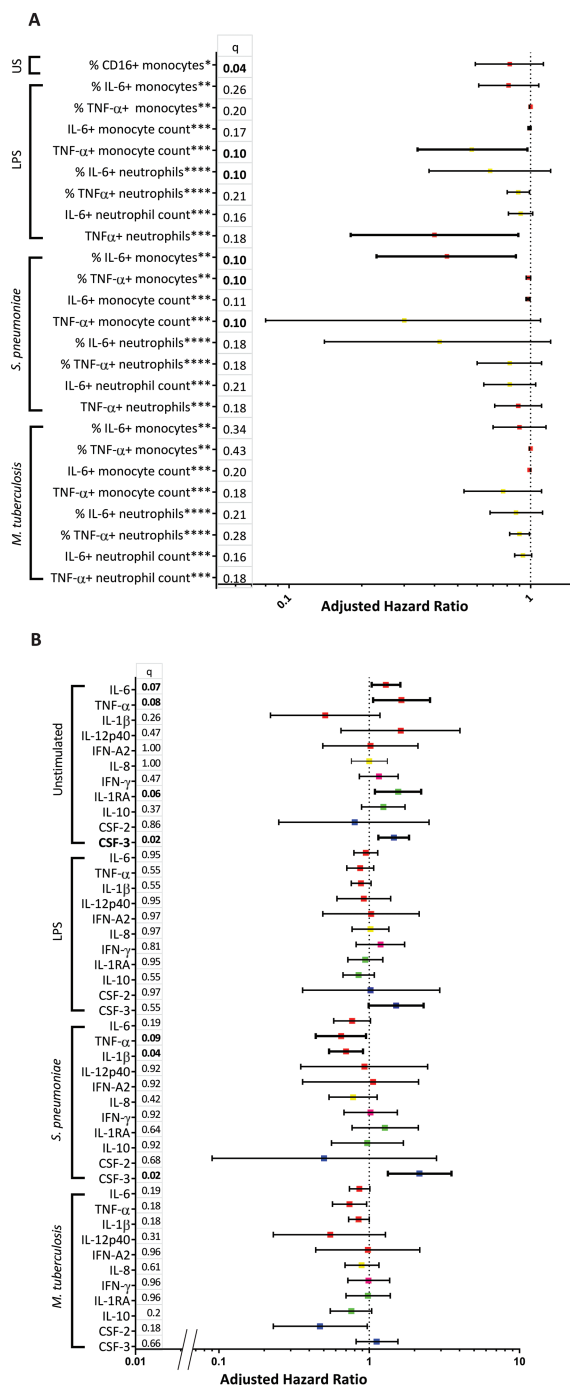 A
q
US
% CD16+ monocytes* 0.04
LPS
% IL-6+ monocytes** 0.26
% TNF-α+ monocytes** 0.20
IL-6+ monocyte count*** 0.17
TNF-α+ monocyte count*** 0.10
% IL-6+ neutrophils**** 0.10
% TNFα+ neutrophils**** 0.21
IL-6+ neutrophil count*** 0.16
TNFα+ neutrophils*** 0.18
S. pneumoniae
% IL-6+ monocytes** 0.10
% TNF-α+ monocytes** 0.10
IL-6+ monocyte count*** 0.11
TNF-α+ monocyte count*** 0.10
% IL-6+ neutrophils**** 0.18
% TNF-α+ neutrophils**** 0.18
IL-6+ neutrophil count*** 0.21
TNF-α+ neutrophils*** 0.18
M. tuberculosis
% IL-6+ monocytes** 0.34
% TNF-α+ monocytes** 0.43
IL-6+ monocyte count*** 0.20
TNF-α+ monocyte count*** 0.18
% IL-6+ neutrophils**** 0.21
% TNF-α+ neutrophils**** 0.28
IL-6+ neutrophil count*** 0.16
TNF-α+ neutrophil count*** 0.18
0.1 1
Adjusted Hazard Ratio
B
q
Unstimulated
IL-6 0.07
TNF-α 0.08
IL-1β 0.26
IL-12p40 0.47
IFN-A2 1.00
IL-8 1.00
IFN-γ 0.47
IL-1RA 0.06
IL-10 0.37
CSF-2 0.86
CSF-3 0.02
LPS
IL-6 0.95
TNF-α 0.55
IL-1β 0.55
IL-12p40 0.95
IFN-A2 0.97
IL-8 0.97
IFN-γ 0.81
IL-1RA 0.95
IL-10 0.55
CSF-2 0.97
CSF-3 0.55
S. pneumoniae
IL-6 0.19
TNF-α 0.09
IL-1β 0.04
IL-12p40 0.92
IFN-A2 0.92
IL-8 0.42
IFN-γ 0.92
IL-1RA 0.64
IL-10 0.92
CSF-2 0.68
CSF-3 0.02
M. tuberculosis
IL-6 0.19
TNF-α 0.18
IL-1β 0.18
IL-12p40 0.31
IFN-A2 0.96
IL-8 0.61
IFN-γ 0.96
IL-1RA 0.96
IL-10 0.2
CSF-2 0.18
CSF-3 0.66
0.01 0.1 1 10
Adjusted Hazard Ratio